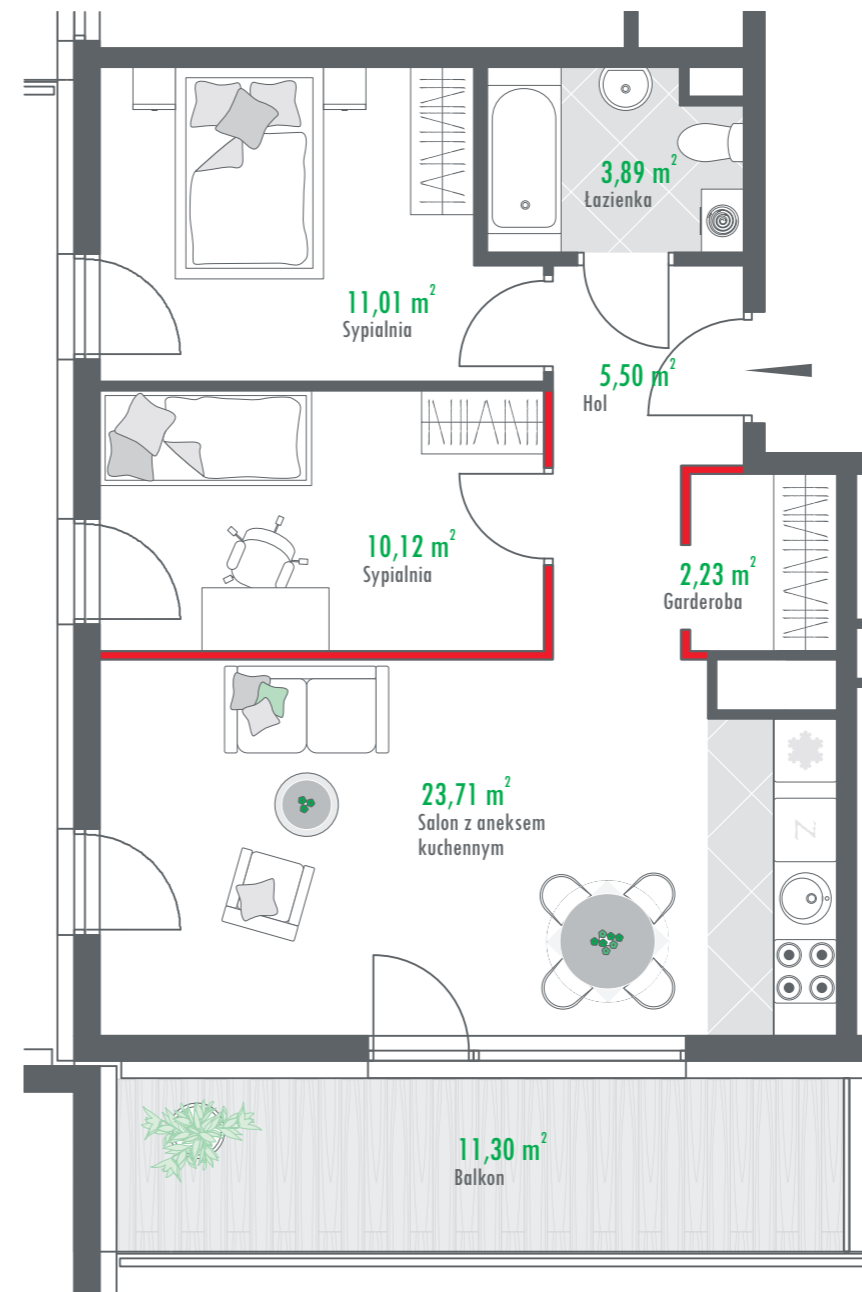 3,89 m²
Łazienka
11,01 m²
Sypialnia
5,50 m²
Hol
10,12 m²
Sypialnia
2,23 m²
Garderoba
23,71 m²
Salon z aneksem
kuchennym
Z
11,30 m²
Balkon